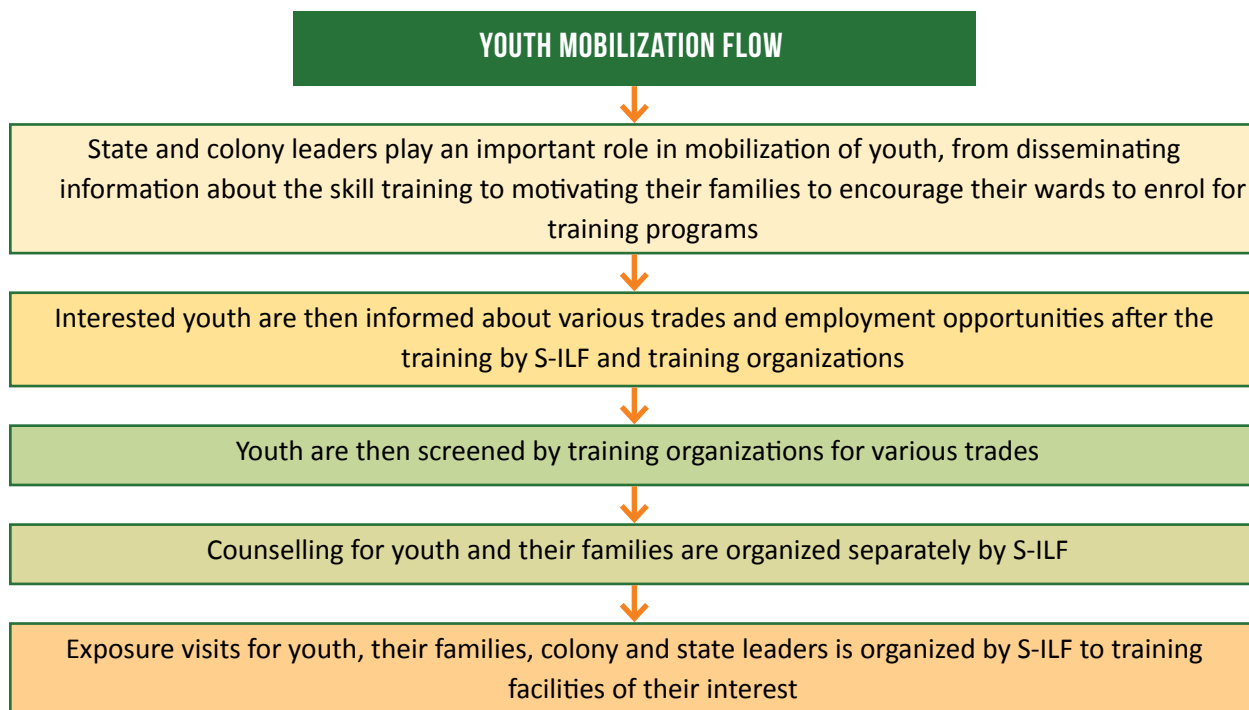 YOUTH MOBILIZATION FLOW
State and colony leaders play an important role in mobilization of youth, from disseminating
information about the skill training to motivating their families to encourage their wards to enrol for
training programs
Interested youth are then informed about various trades and employment opportunities after the
training by S-ILF and training organizations
Youth are then screened by training organizations for various trades
Counselling for youth and their families are organized separately by S-ILF
Exposure visits for youth, their families, colony and state leaders is organized by S-ILF to training
facilities of their interest